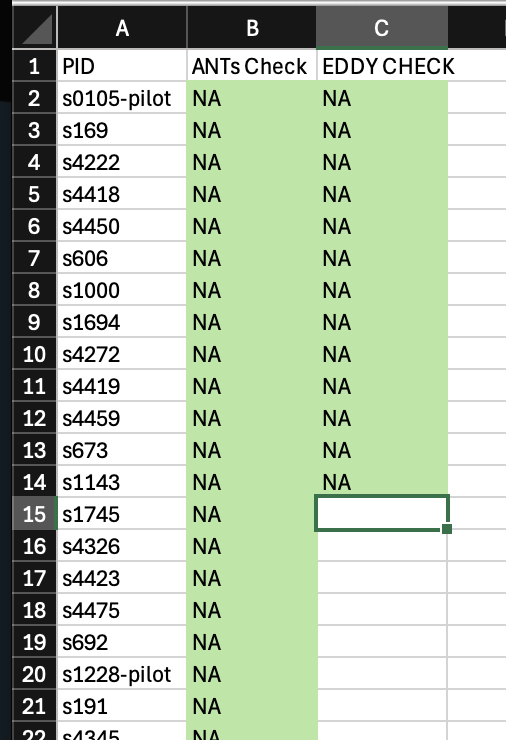 A B C
1 PID ANTs Check EDDY CHECK
2 s0105-pilot NA NA
3 s169 NA NA
4 s4222 NA NA
5 s4418 NA NA
6 s4450 NA NA
7 s606 NA NA
8 s1000 NA NA
9 s1694 NA NA
10 s4272 NA NA
11 s4419 NA NA
12 s4459 NA NA
13 s673 NA NA
14 s1143 NA NA
15 s1745 NA
16 s4326 NA
17 s4423 NA
18 s4475 NA
19 s692 NA
20 s1228-pilot NA
21 s191 NA
22 s4345 NA